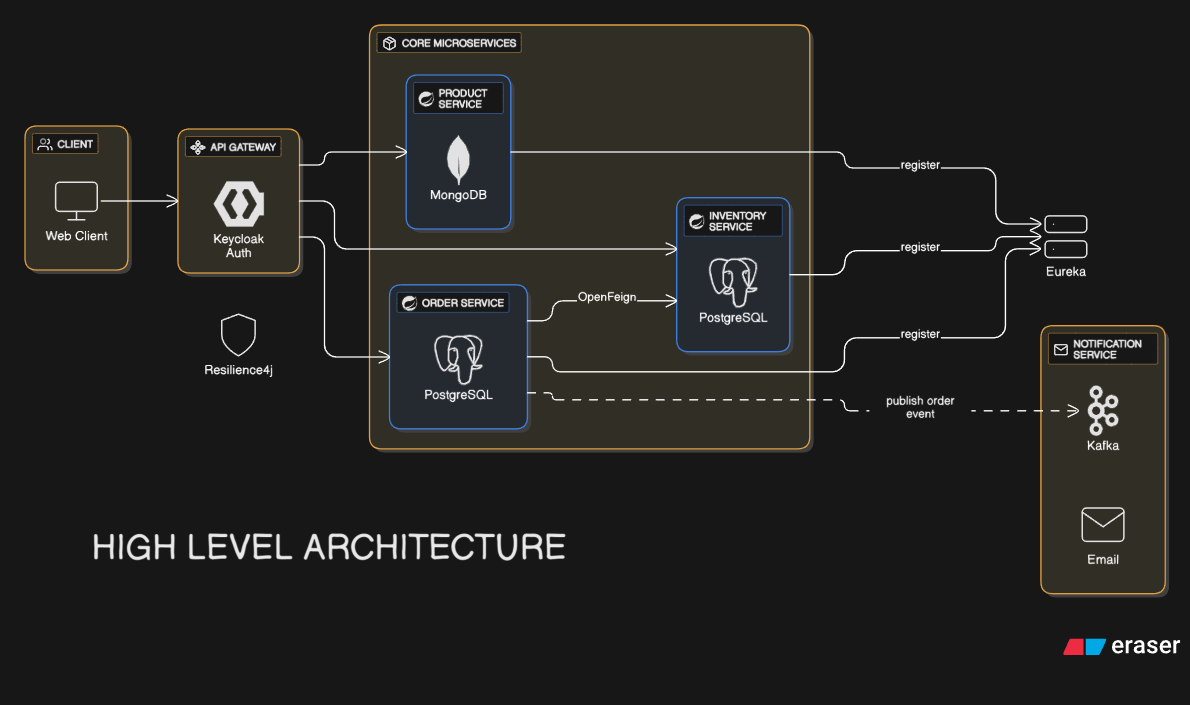 CORE MICROSERVICES
PRODUCT
SERVICE
MongoDB
CLIENT
Web Client
API GATEWAY
Keycloak
Auth
Resilience4j
INVENTORY
SERVICE
PostgreSQL
ORDER SERVICE
PostgreSQL
OpenFeign
register
register
register
Eureka
publish order
event
NOTIFICATION
SERVICE
Kafka
Email
HIGH LEVEL ARCHITECTURE
eraser